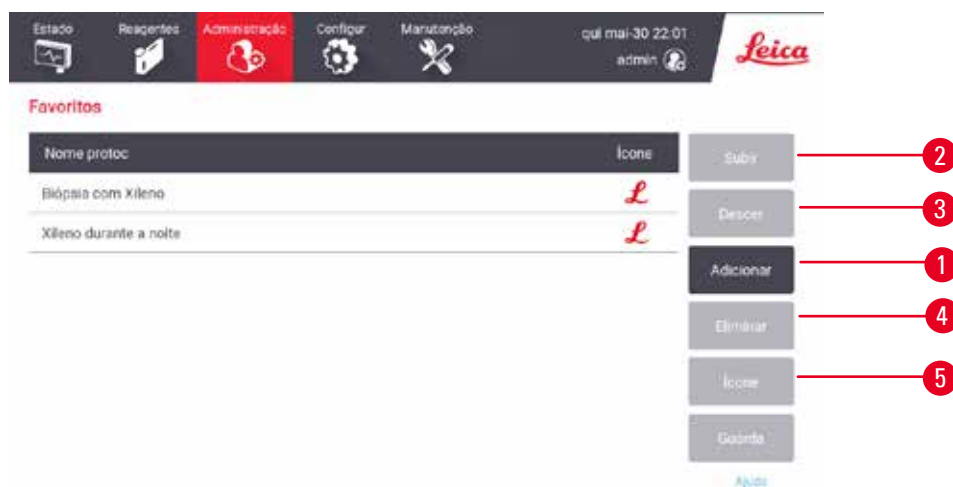 Estado Reagentes Administração Configur Manutenção qui mai-30 22:01
admin
Leica
Favoritos
Nome protoc Ícone
Biópsia com Xileno L
Xileno durante a noite L
Subir 2
Descer 3
Adicionar 1
Eliminar 4
Ícone 5
Guarda
Ajuda